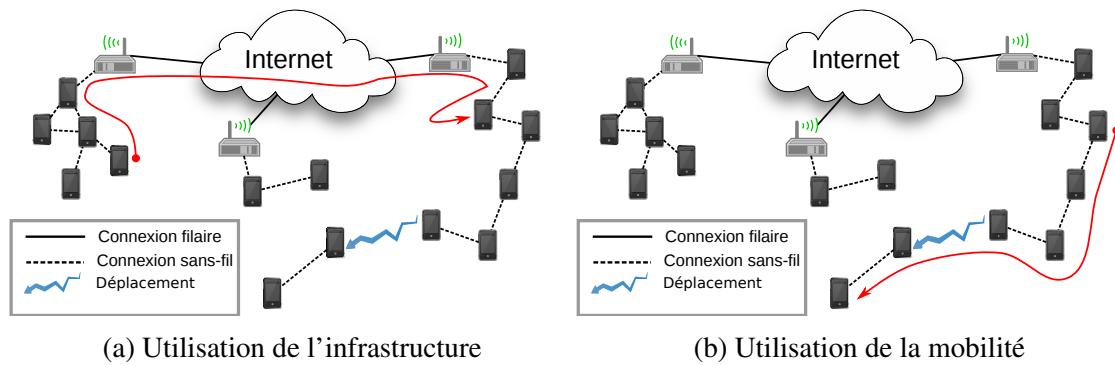 Internet
Connexion filaire
Connexion sans-fil
Déplacement
(a) Utilisation de l'infrastructure
Internet
Connexion filaire
Connexion sans-fil
Déplacement
(b) Utilisation de la mobilité